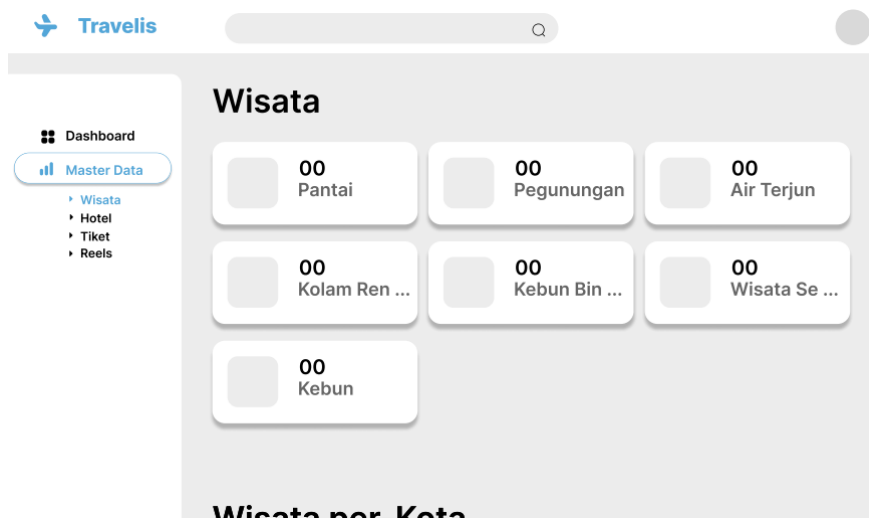 Travelis
Dashboard
Master Data
Wisata
Hotel
Tiket
Reels
Wisata
00
Pantai
00
Pegunungan
00
Air Terjun
00
Kolam Ren ...
00
Kebun Bin ...
00
Wisata Se ...
00
Kebun
Wisata per Kota